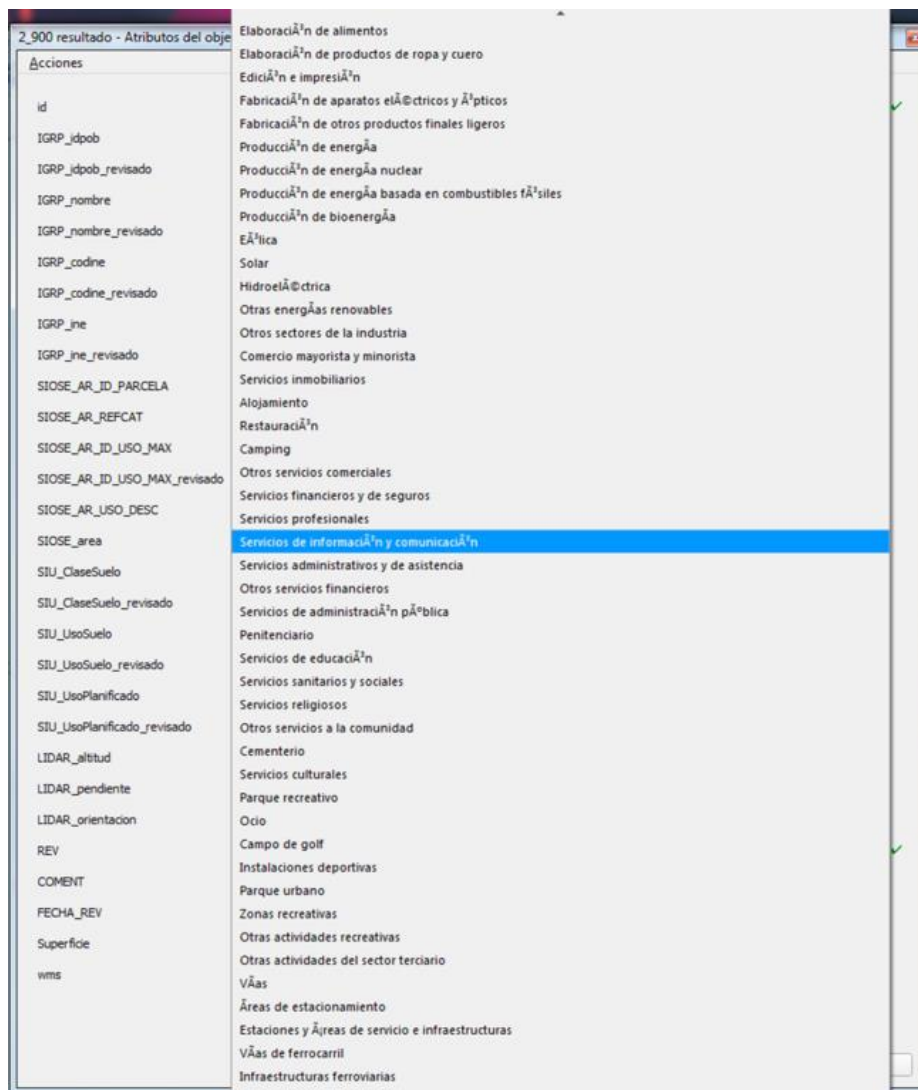 2_900 resultado - Atributos del obje
Acciones
id
IGRP_idpob
IGRP_idpob_revisado
IGRP_nombre
IGRP_nombre_revisado
IGRP_codine
IGRP_codine_revisado
IGRP_ine
IGRP_ine_revisado
SIOSE_AR_ID_PARCELA
SIOSE_AR_REFCAT
SIOSE_AR_ID_USO_MAX
SIOSE_AR_ID_USO_MAX_revisado
SIOSE_AR_USO_DESC
SIOSE_area
SIU_ClaseSuelo
SIU_ClaseSuelo_revisado
SIU_UsoSuelo
SIU_UsoSuelo_revisado
SIU_UsoPlanificado
SIU_UsoPlanificado_revisado
LIDAR_altitud
LIDAR_pendiente
LIDAR_orientacion
REV
COMENT
FECHA_REV
Superficie
wms
ElaboraciÃ³n de alimentos
ElaboraciÃ³n de productos de ropa y cuero
EdiciÃ³n e impresiÃ³n
FabricaciÃ³n de aparatos elÃ©ctricos y Ã³pticos
FabricaciÃ³n de otros productos finales ligeros
ProducciÃ³n de energÃa
ProducciÃ³n de energÃa nuclear
ProducciÃ³n de energÃa basada en combustibles fÃ³siles
ProducciÃ³n de bioenergÃa
EÃ³lica
Solar
HidroelÃ©ctrica
Otras energÃas renovables
Otros sectores de la industria
Comercio mayorista y minorista
Servicios inmobiliarios
Alojamiento
RestauraciÃ³n
Camping
Otros servicios comerciales
Servicios financieros y de seguros
Servicios profesionales
Servicios de informaciÃ³n y comunicaciÃ³n
Servicios administrativos y de asistencia
Otros servicios financieros
Servicios de administraciÃ³n pÃºblica
Penitenciario
Servicios de educaciÃ³n
Servicios sanitarios y sociales
Servicios religiosos
Otros servicios a la comunidad
Cementerio
Servicios culturales
Parque recreativo
Ocio
Campo de golf
Instalaciones deportivas
Parque urbano
Zonas recreativas
Otras actividades recreativas
Otras actividades del sector terciario
VÃas
Ãreas de estacionamiento
Estaciones y Ã¡reas de servicio e infraestructuras
VÃas de ferrocarril
Infraestructuras ferroviarias